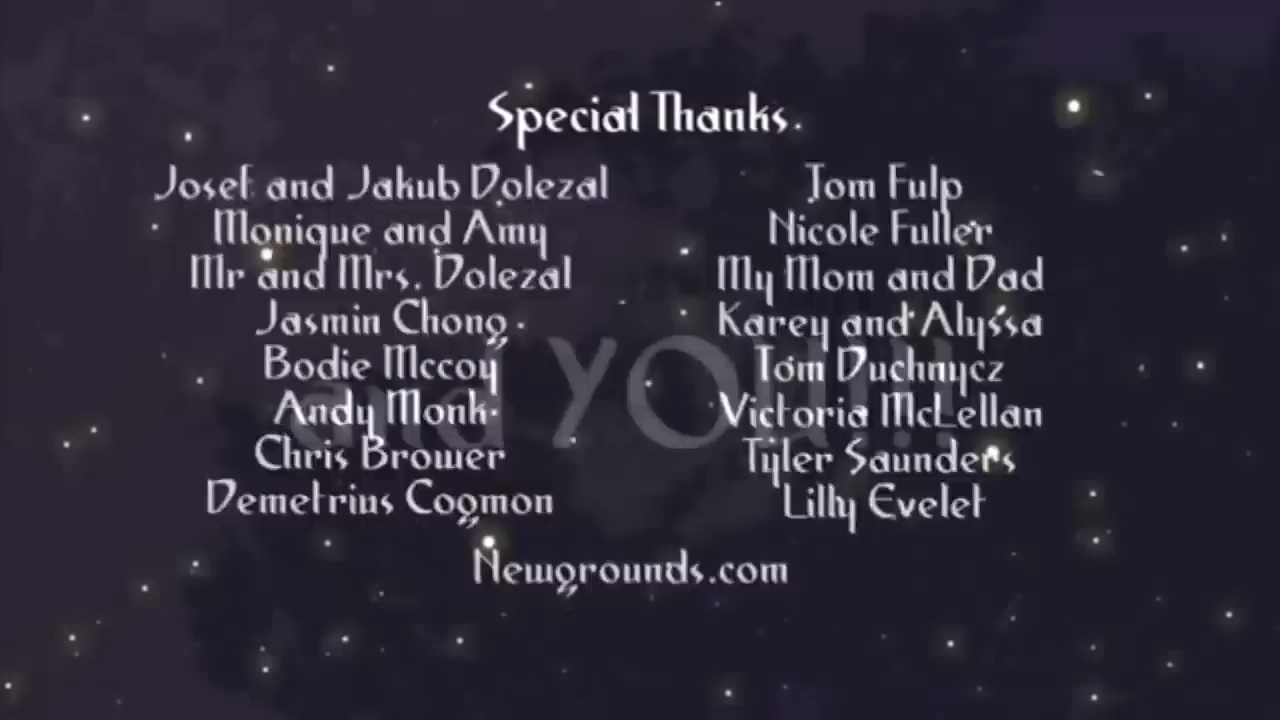 Special Thanks.
Josef and Jakub Dolezal
Monique and Amy
Mr and Mrs. Dolezal
Jasmin Chong
Bodie Mccoy
Andy Monk
Chris Brower
Demetrius Cogmon
Tom Fulp
Nicole Fuller
My Mom and Dad
Karey and Alyssa
Tom Duchnycz
Victoria McLellan
Tyler Saunders
Lilly Evelet
Newgrounds.com
and YOU!!!